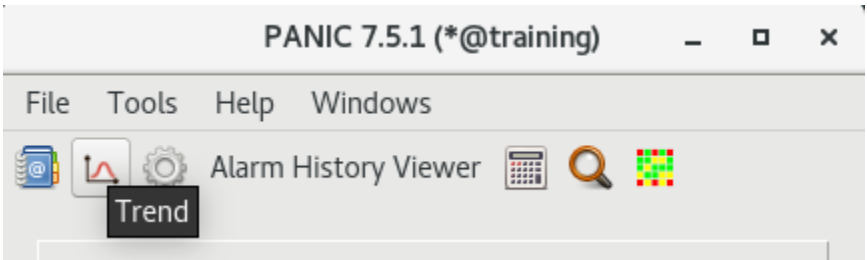 PANIC 7.5.1 (*@training)
File Tools Help Windows
@ Alarm History Viewer
Trend